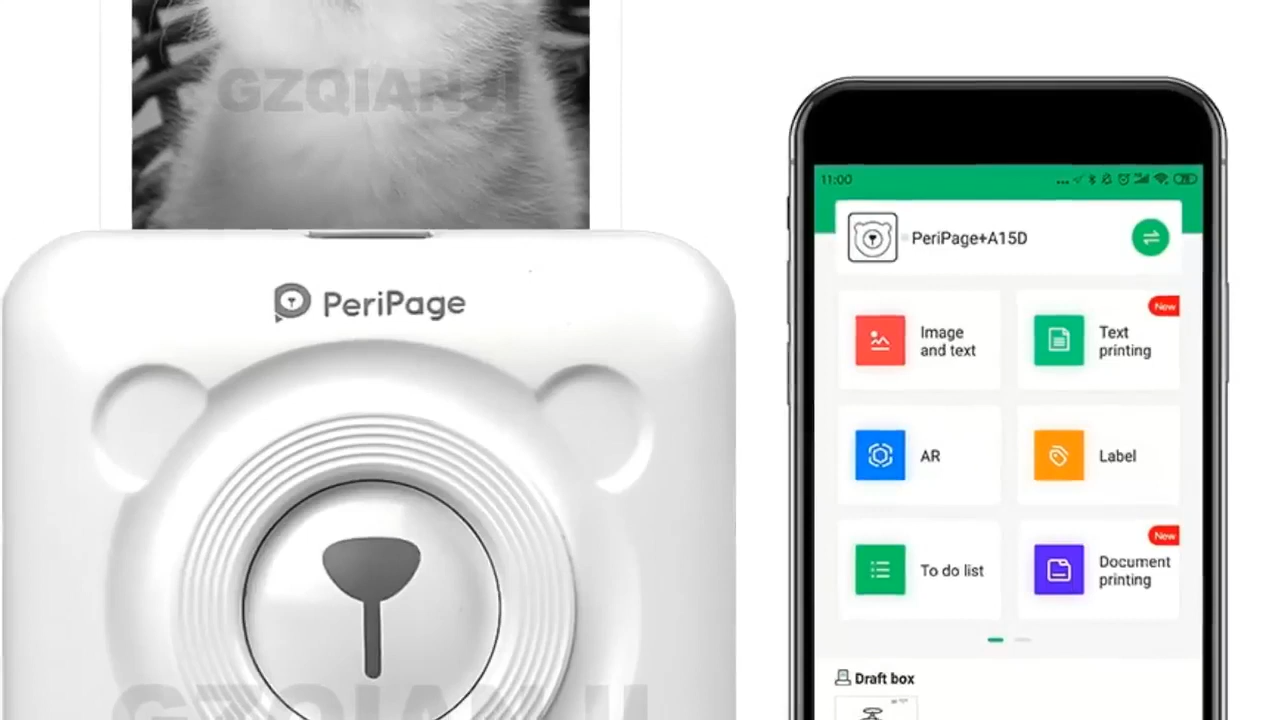 GZQIANJI
PeriPage
GZQIANJI
11:00
PeriPage+A15D
Image
and text
New
Text
printing
AR
Label
To do list
New
Document
printing
Draft box